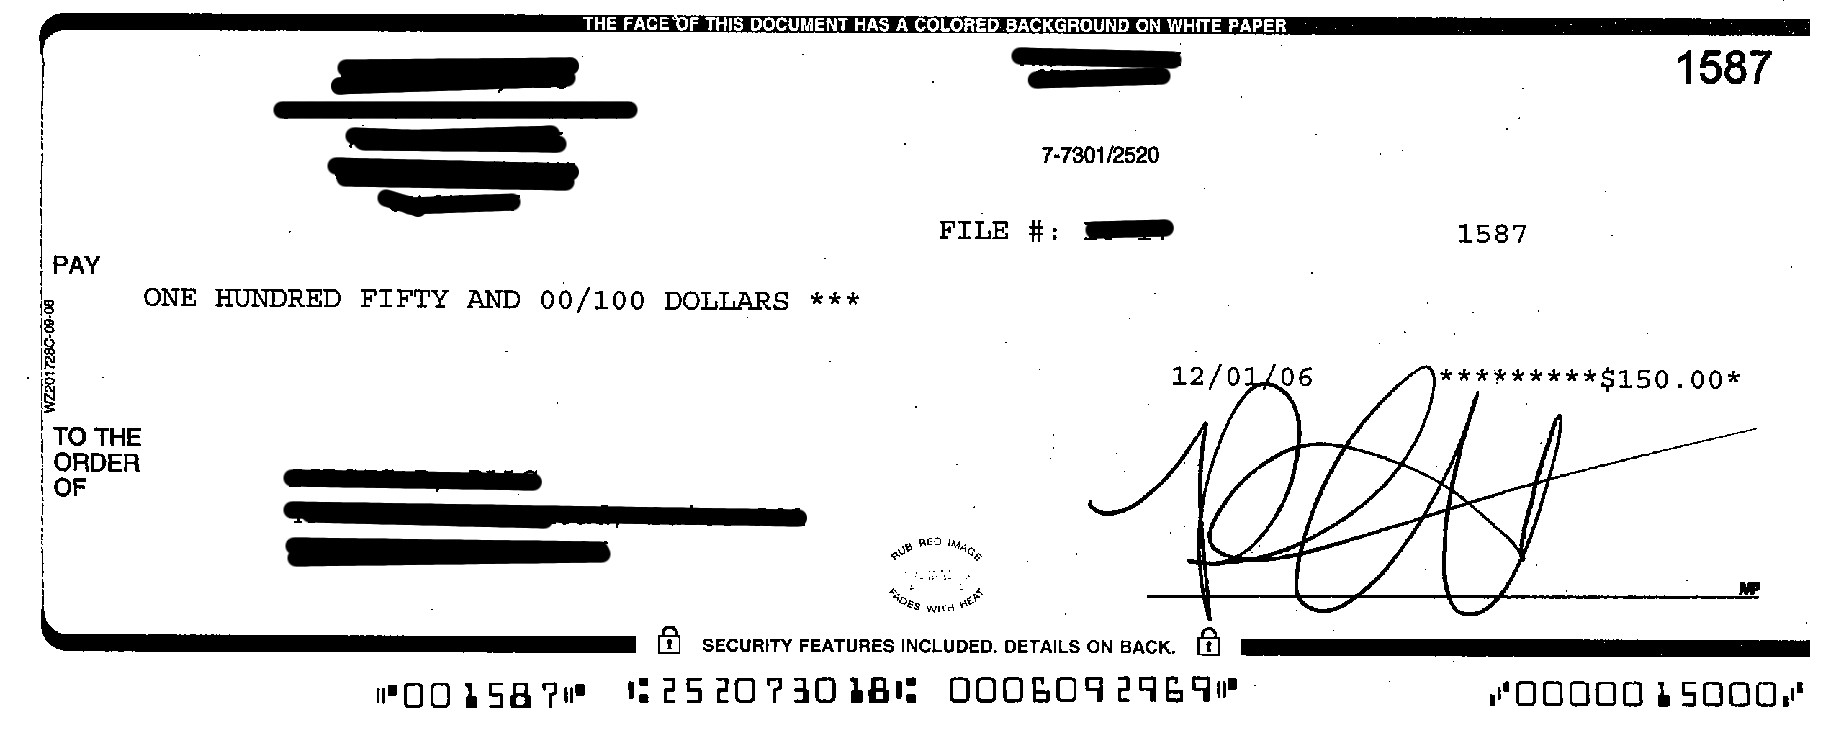 THE FACE OF THIS DOCUMENT HAS A COLORED BACKGROUND ON WHITE PAPER
1587
7-7301/2520
FILE #: 1587
PAY
ONE HUNDRED FIFTY AND 00/100 DOLLARS ***
WZ201728C-09-08
12/01/06 *********$150.00*
TO THE
ORDER
OF
RUB RED IMAGE
FADES WITH HEAT
MP
SECURITY FEATURES INCLUDED. DETAILS ON BACK.
⑈001587⑈ ⑆252073018⑆ 0006092969⑈ ⑇0000015000⑇